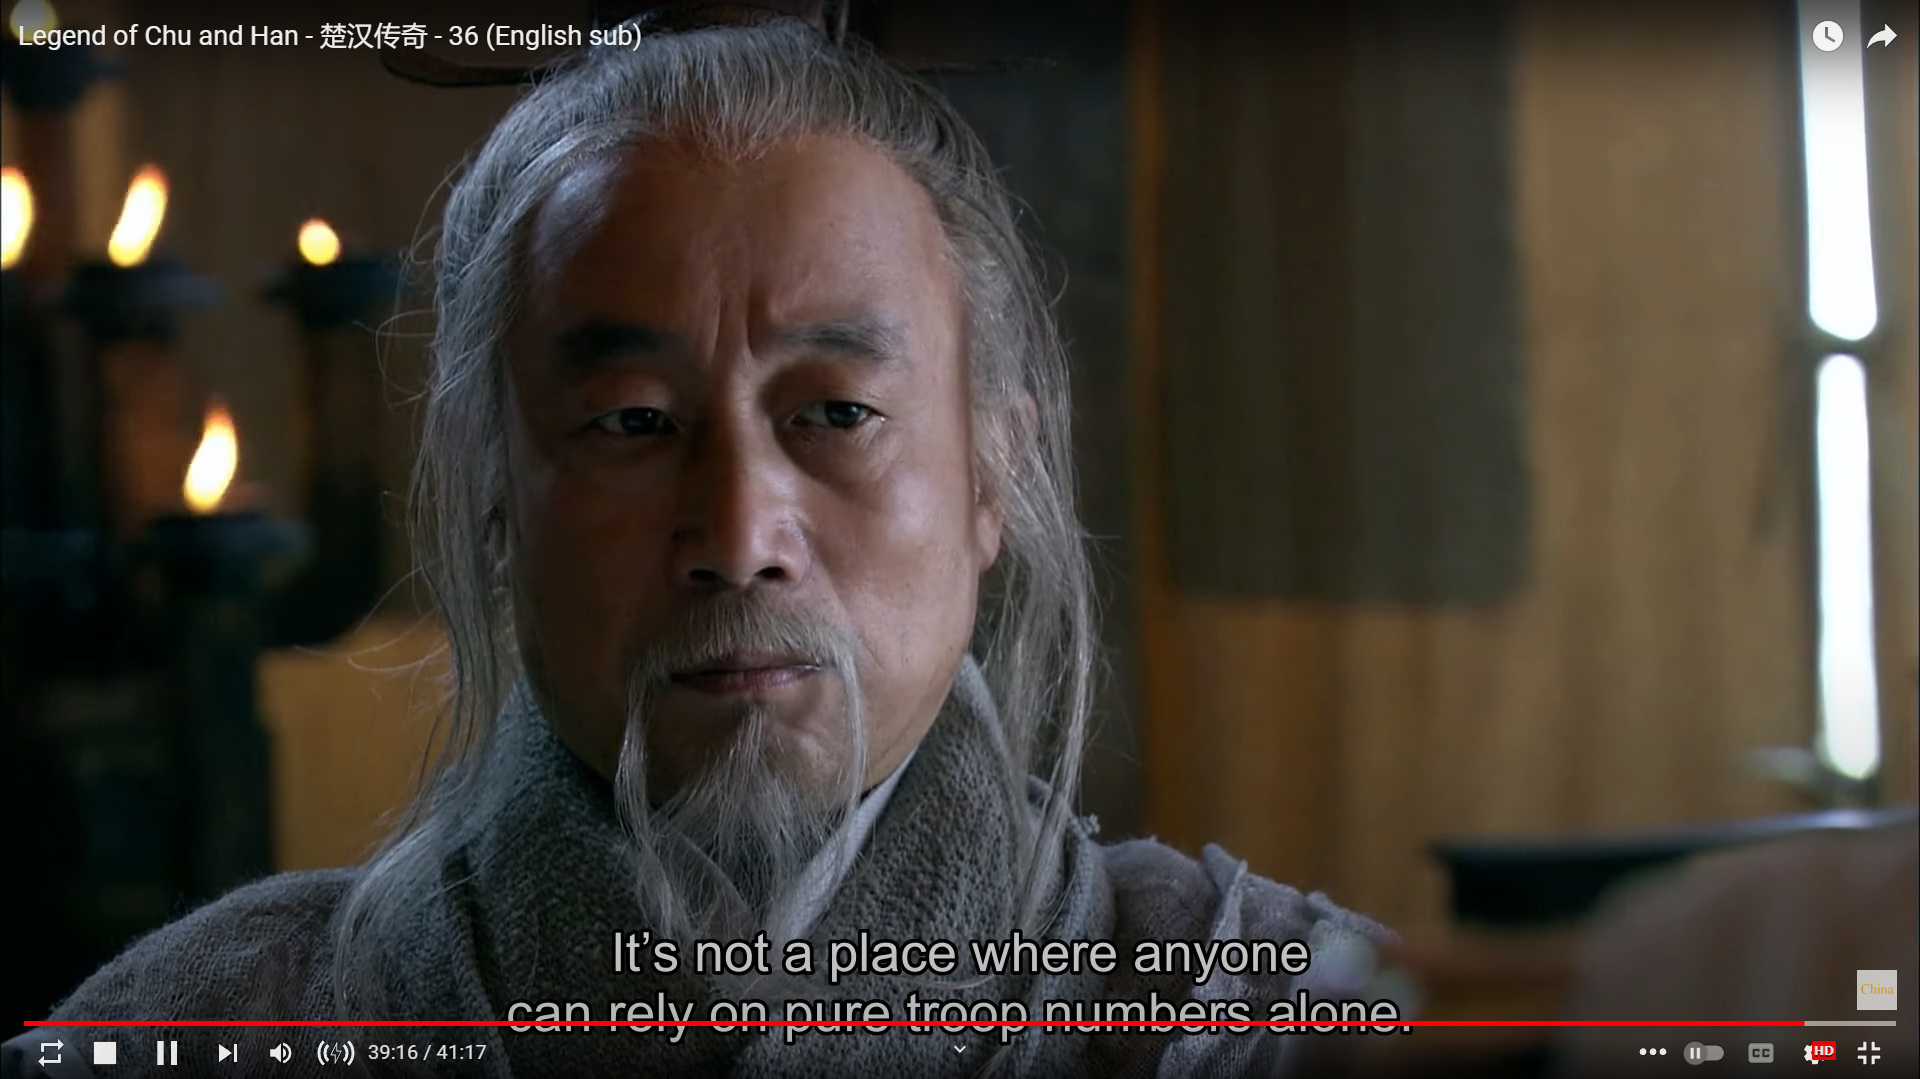 Legend of Chu and Han - 楚汉传奇 - 36 (English sub)
It’s not a place where anyone
can rely on pure troop numbers alone.
China
39:16 / 41:17
CC
HD